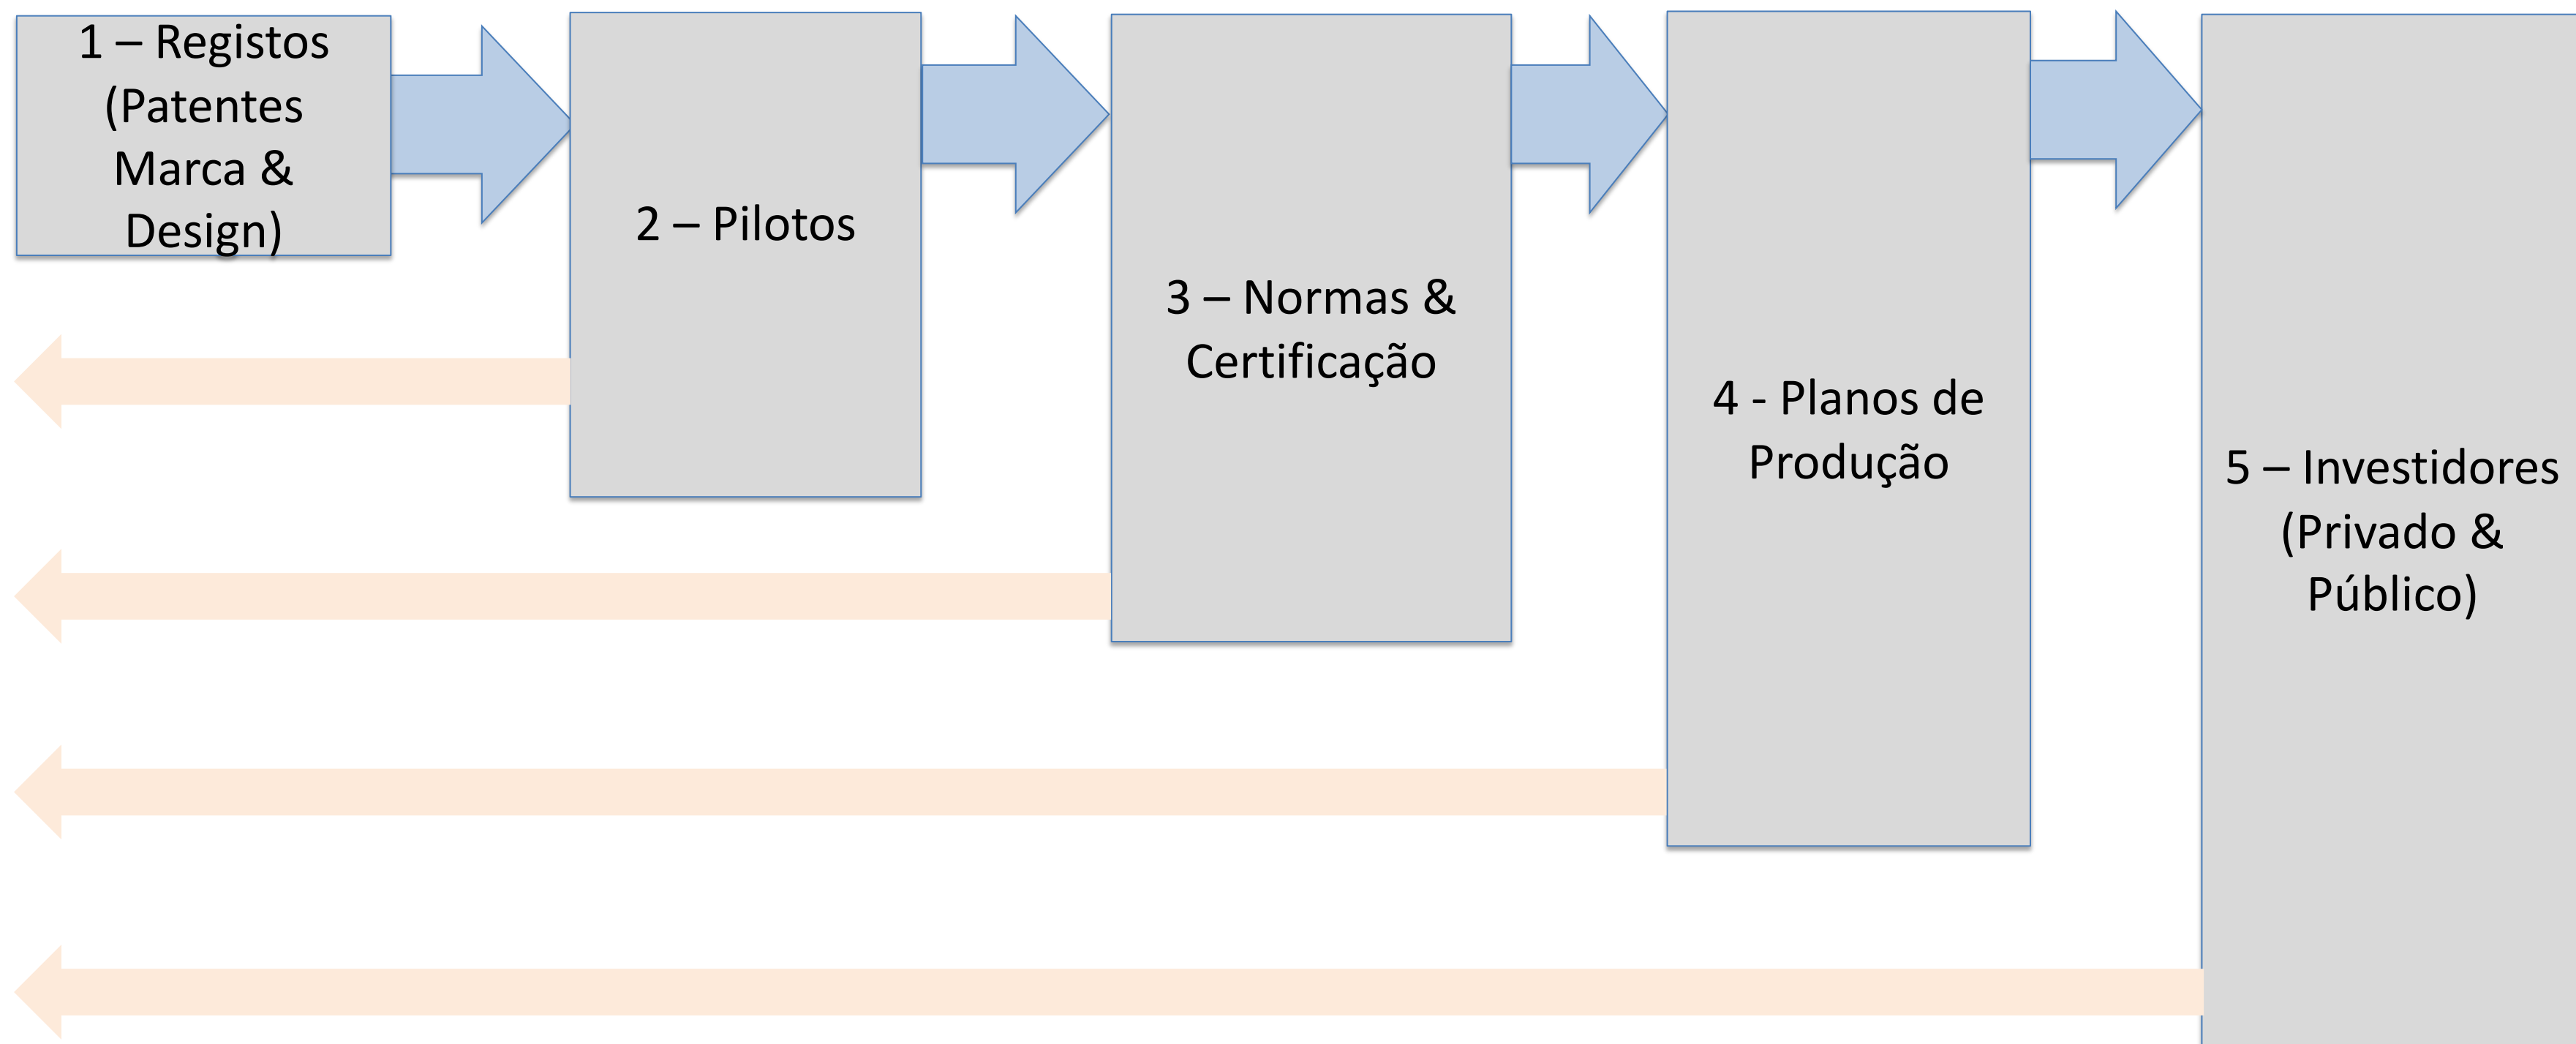 1 – Registos
(Patentes
Marca &
Design)
2 – Pilotos
3 – Normas &
Certificação
4 - Planos de
Produção
5 – Investidores
(Privado &
Público)